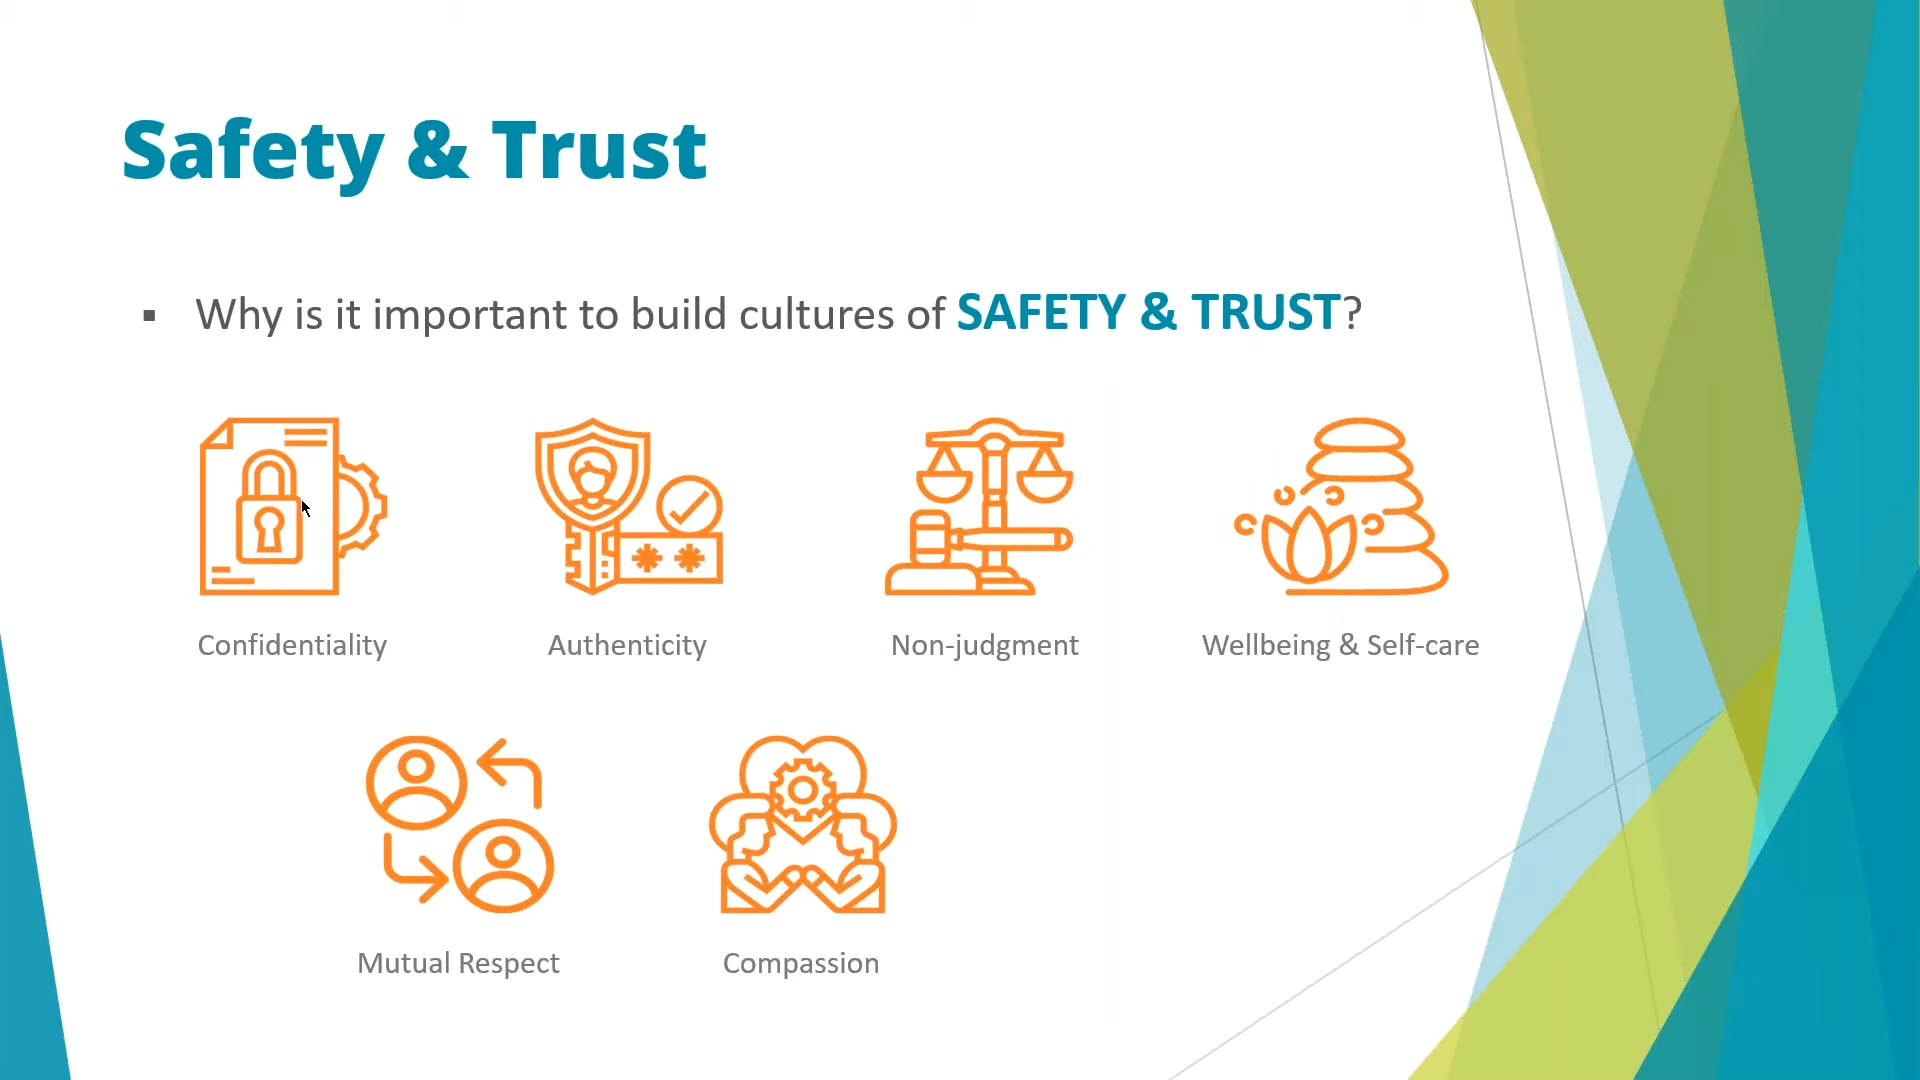 Safety & Trust
▪ Why is it important to build cultures of SAFETY & TRUST?
Confidentiality
Authenticity
Non-judgment
Wellbeing & Self-care
Mutual Respect
Compassion